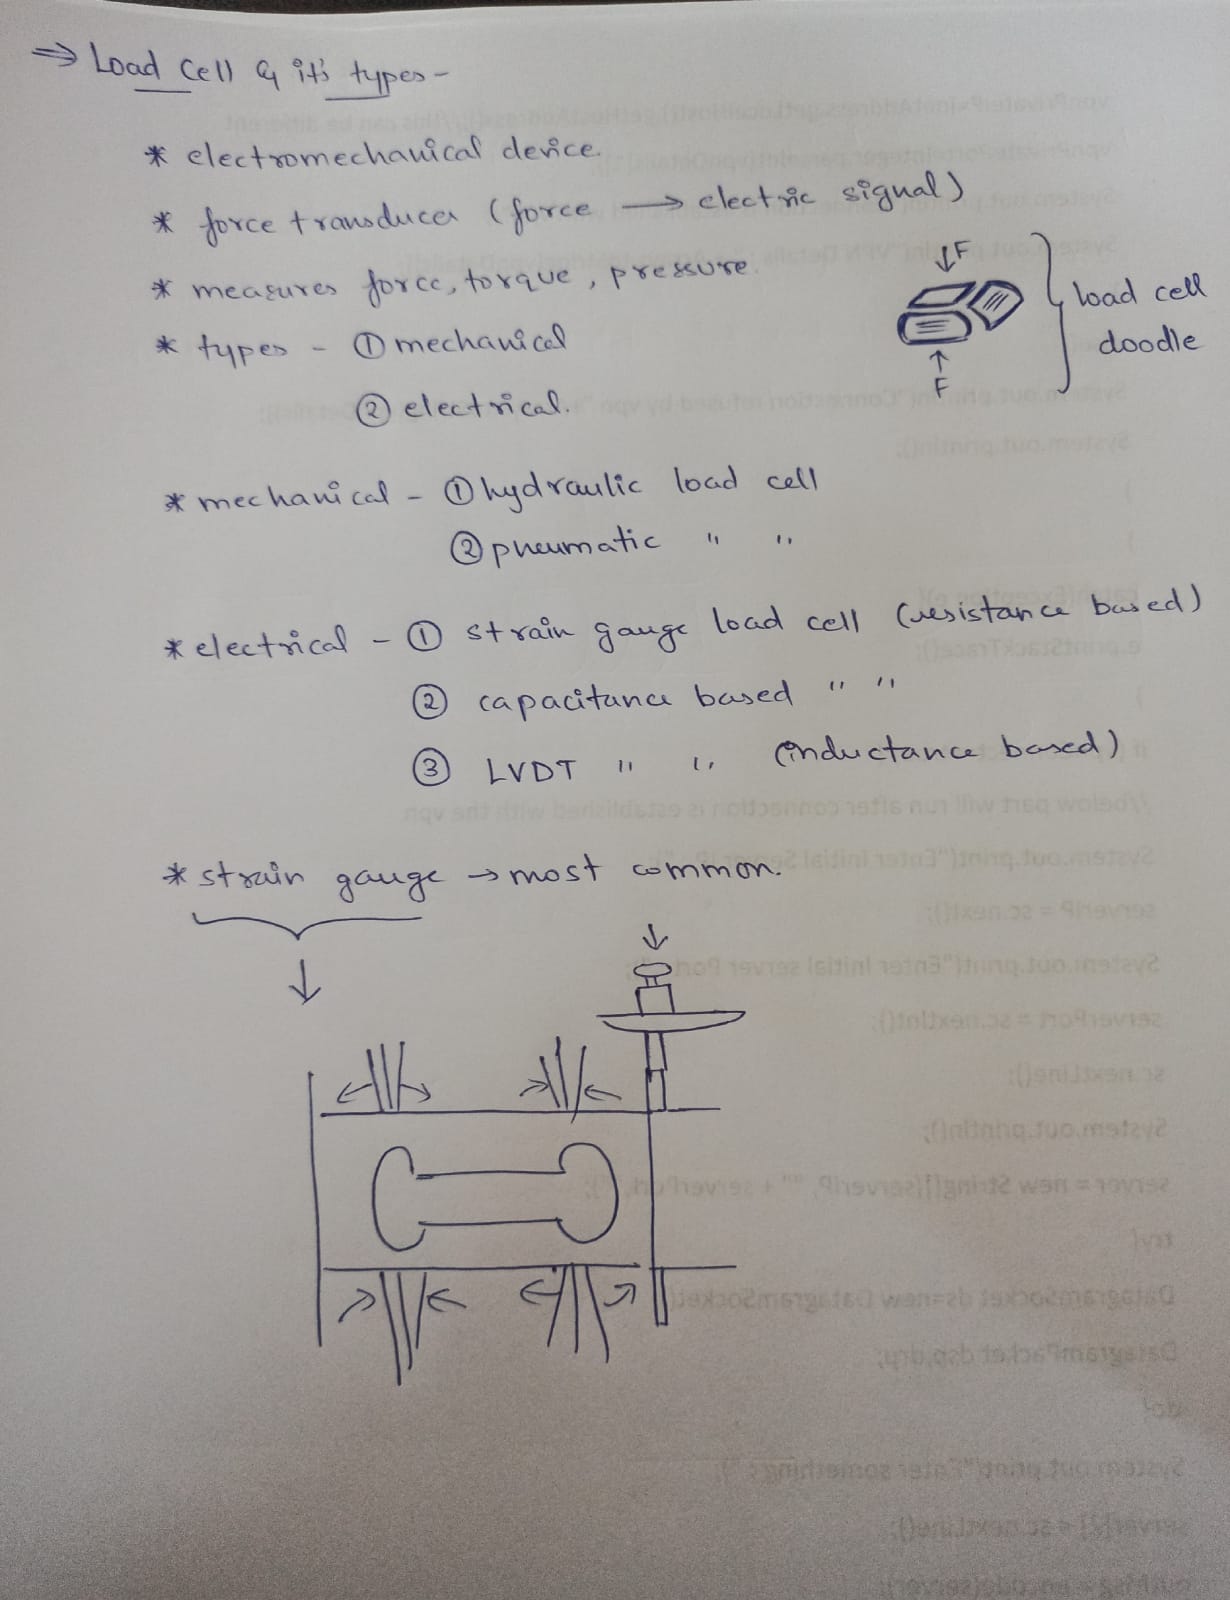 ⇒ Load Cell & it's types -
* electromechanical device.
* force transducer (force → electric signal)
* measures force, torque, pressure.
* types - ① mechanical
② electrical.
↓F
↑
F
load cell
doodle
* mechanical - ① hydraulic load cell
② pneumatic " "
* electrical - ① strain gauge load cell (resistance based)
② capacitance based " "
③ LVDT " " (inductance based)
* strain gauge → most common.